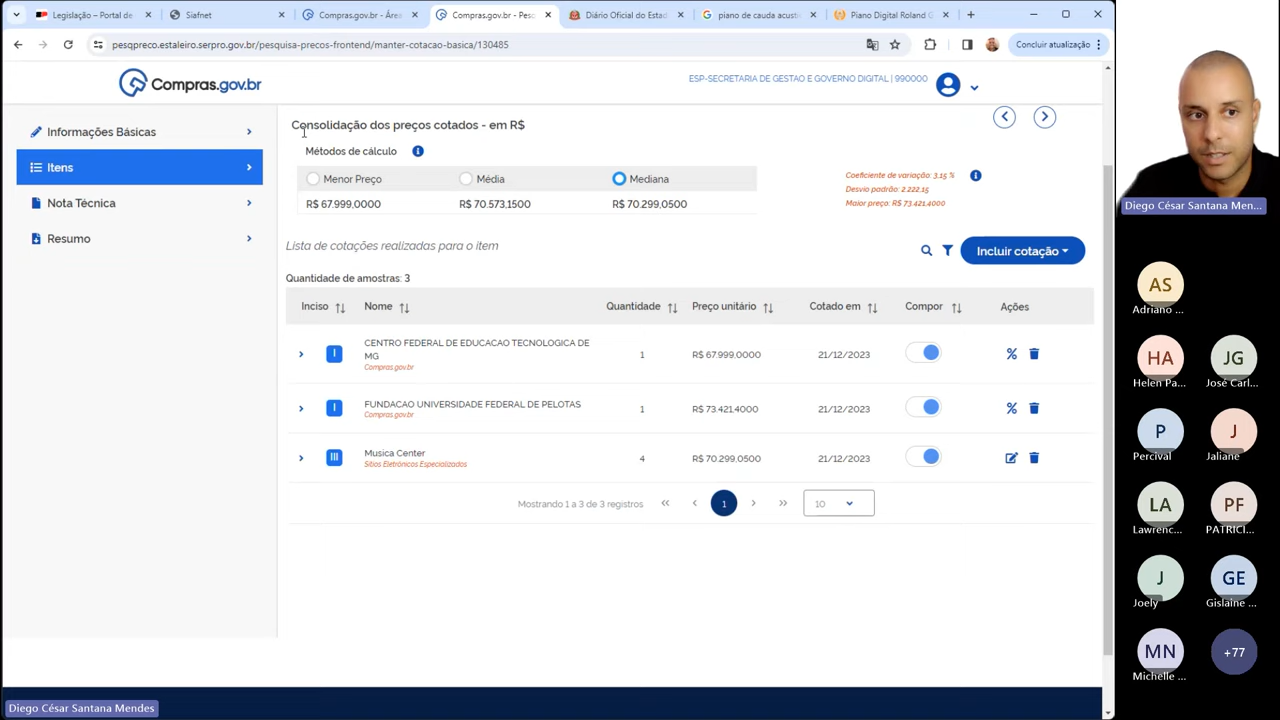 Legislação – Portal de
Siafnet
Compras.gov.br - Área
Compras.gov.br - Pesq
Diário Oficial do Estad
piano de cauda acusti
Piano Digital Roland G
pesqpreco.estaleiro.serpro.gov.br/pesquisa-precos-frontend/manter-cotacao-basica/130485
Concluir atualização
Compras.gov.br
ESP-SECRETARIA DE GESTAO E GOVERNO DIGITAL | 990000
Informações Básicas
Itens
Nota Técnica
Resumo
Consolidação dos preços cotados - em R$
Métodos de cálculo
Menor Preço
Média
Mediana
R$ 67.999,0000
R$ 70.573,1500
R$ 70.299,0500
Coeficiente de variação: 3,15 %
Desvio padrão: 2.222,15
Maior preço: R$ 73.421,4000
Lista de cotações realizadas para o item
Incluir cotação
Quantidade de amostras: 3
Inciso Nome Quantidade Preço unitário Cotado em Compor Ações
I CENTRO FEDERAL DE EDUCACAO TECNOLOGICA DE
MG
Compras.gov.br
1 R$ 67.999,0000 21/12/2023
I FUNDACAO UNIVERSIDADE FEDERAL DE PELOTAS
Compras.gov.br
1 R$ 73.421,4000 21/12/2023
III Musica Center
Sítios Eletrônicos Especializados
4 R$ 70.299,0500 21/12/2023
Mostrando 1 a 3 de 3 registros
1
10
Diego César Santana Mendes
Diego César Santana Men...
AS
Adriano ...
HA
Helen Pa...
JG
José Carl...
P
Percival
J
Jaliane
LA
Lawrenc...
PF
PATRICI...
J
Joely
GE
Gislaine ...
MN
Michelle ...
+77